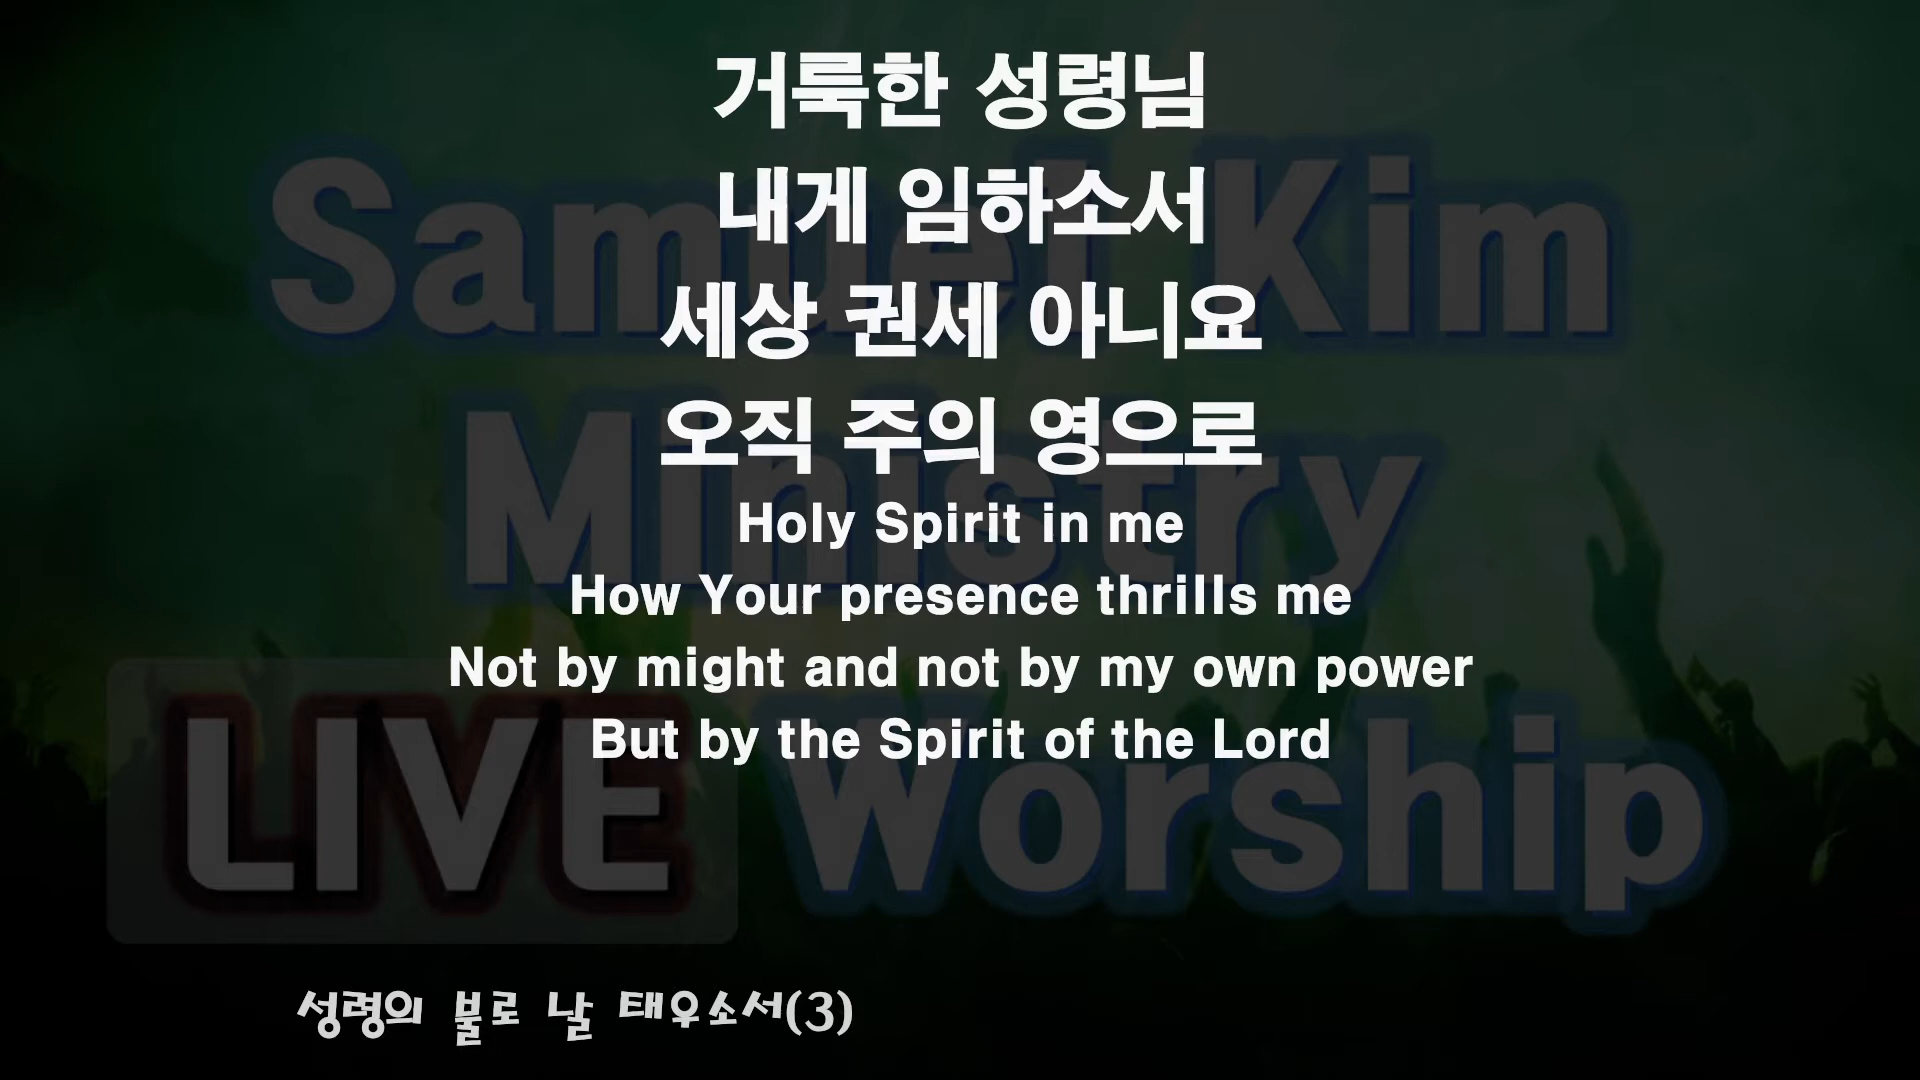 거룩한 성령님
내게 임하소서
세상 권세 아니요
오직 주의 영으로
Holy Spirit in me
How Your presence thrills me
Not by might and not by my own power
But by the Spirit of the Lord
Samuel Kim
Ministry
LIVE Worship
성령의 불로 날 태우소서(3)